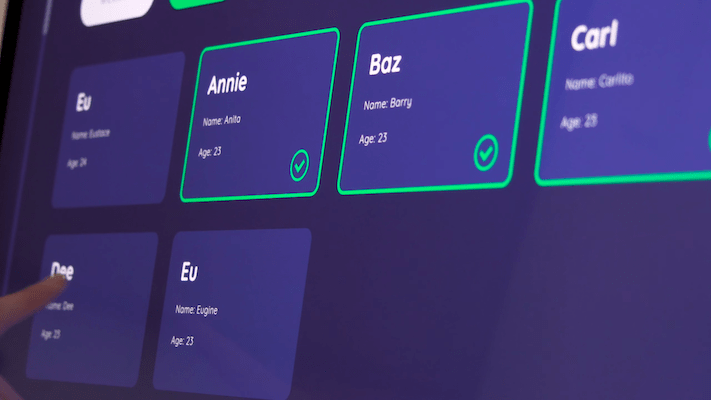 Eu
Name: Eustace
Age: 24
Annie
Name: Anita
Age: 23
Baz
Name: Barry
Age: 23
Carl
Name: Carlito
Age: 23
Dee
Name: Dee
Age: 23
Eu
Name: Eugine
Age: 23